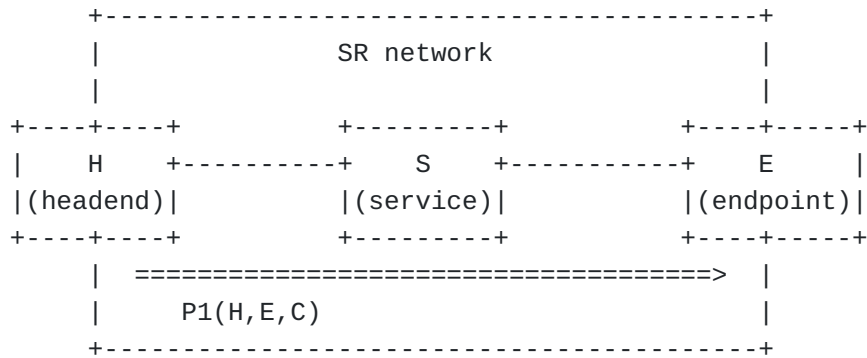 SR network
H S E
(headend) (service) (endpoint)
P1(H,E,C)